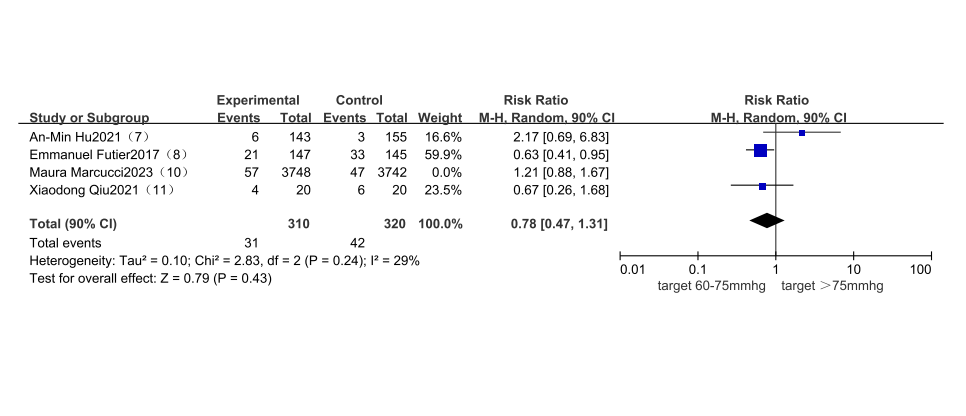 Experimental Control Risk Ratio Risk Ratio
Study or Subgroup Events Total Events Total Weight M-H, Random, 90% CI M-H, Random, 90% CI
An-Min Hu2021（7） 6 143 3 155 16.6% 2.17 [0.69, 6.83]
Emmanuel Futier2017（8） 21 147 33 145 59.9% 0.63 [0.41, 0.95]
Maura Marcucci2023（10） 57 3748 47 3742 0.0% 1.21 [0.88, 1.67]
Xiaodong Qiu2021（11） 4 20 6 20 23.5% 0.67 [0.26, 1.68]
Total (90% CI) 310 320 100.0% 0.78 [0.47, 1.31]
Total events 31 42
Heterogeneity: Tau² = 0.10; Chi² = 2.83, df = 2 (P = 0.24); I² = 29%
Test for overall effect: Z = 0.79 (P = 0.43)
0.01 0.1 1 10 100
target 60-75mmhg target ＞75mmhg